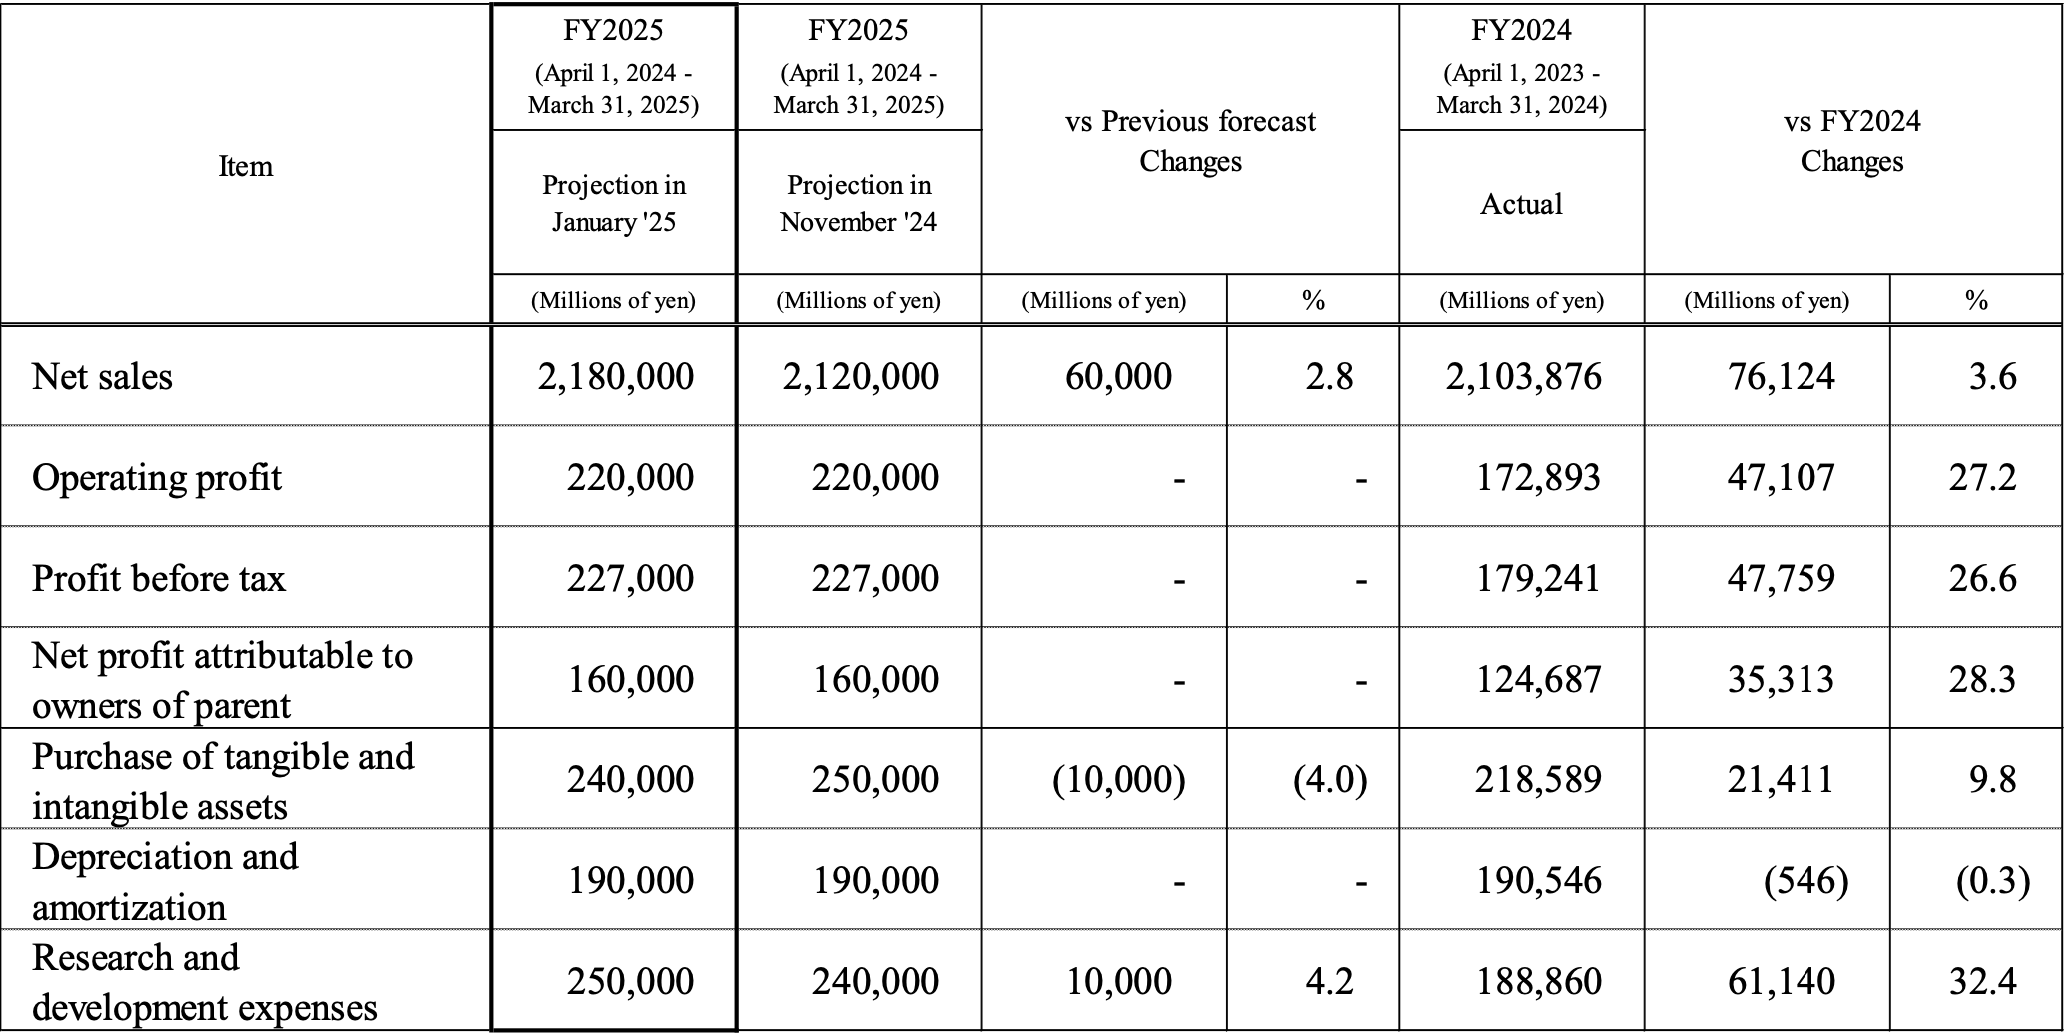 Item
FY2025
(April 1, 2024 -
March 31, 2025)
FY2025
(April 1, 2024 -
March 31, 2025)
vs Previous forecast
Changes
FY2024
(April 1, 2023 -
March 31, 2024)
vs FY2024
Changes
Projection in
January '25
Projection in
November '24
Actual
(Millions of yen) (Millions of yen) (Millions of yen) % (Millions of yen) (Millions of yen) %
Net sales 2,180,000 2,120,000 60,000 2.8 2,103,876 76,124 3.6
Operating profit 220,000 220,000 - - 172,893 47,107 27.2
Profit before tax 227,000 227,000 - - 179,241 47,759 26.6
Net profit attributable to
owners of parent 160,000 160,000 - - 124,687 35,313 28.3
Purchase of tangible and
intangible assets 240,000 250,000 (10,000) (4.0) 218,589 21,411 9.8
Depreciation and
amortization 190,000 190,000 - - 190,546 (546) (0.3)
Research and
development expenses 250,000 240,000 10,000 4.2 188,860 61,140 32.4